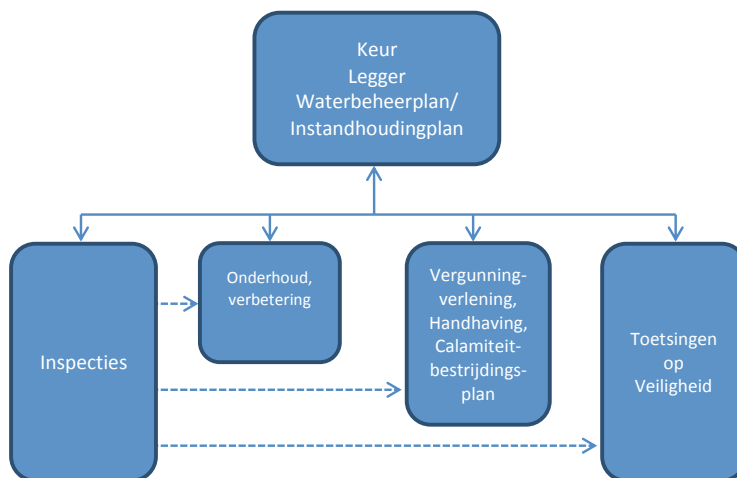 Keur
Legger
Waterbeheerplan/
Instandhoudingplan
Inspecties
Onderhoud,
verbetering
Vergunning-
verlening,
Handhaving,
Calamiteit-
bestrijdings-
plan
Toetsingen
op
Veiligheid